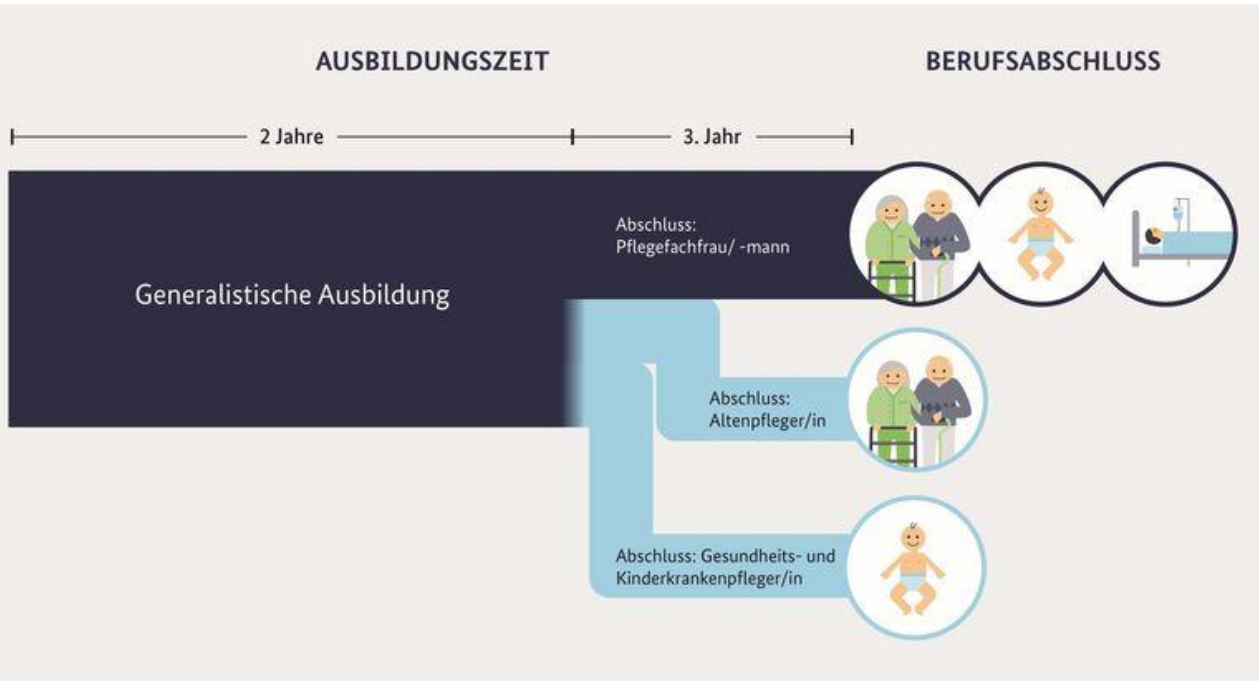 AUSBILDUNGSZEIT
BERUFSABSCHLUSS
2 Jahre
3. Jahr
Generalistische Ausbildung
Abschluss:
Pflegefachfrau/ -mann
Abschluss:
Altenpfleger/in
Abschluss: Gesundheits- und
Kinderkrankenpfleger/in